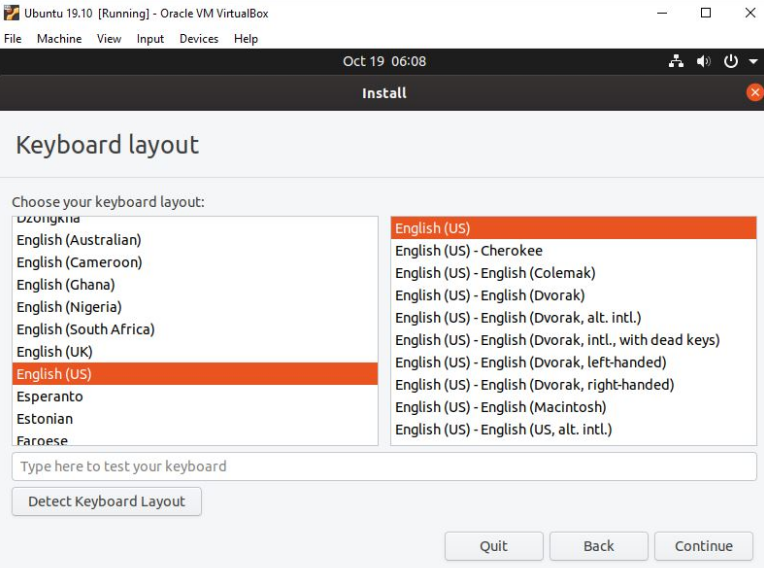 Ubuntu 19.10 [Running] - Oracle VM VirtualBox
File Machine View Input Devices Help
Oct 19 06:08
Install
Keyboard layout
Choose your keyboard layout:
Dzongkha
English (Australian)
English (Cameroon)
English (Ghana)
English (Nigeria)
English (South Africa)
English (UK)
English (US)
Esperanto
Estonian
Faroese
English (US)
English (US) - Cherokee
English (US) - English (Colemak)
English (US) - English (Dvorak)
English (US) - English (Dvorak, alt. intl.)
English (US) - English (Dvorak, intl., with dead keys)
English (US) - English (Dvorak, left-handed)
English (US) - English (Dvorak, right-handed)
English (US) - English (Macintosh)
English (US) - English (US, alt. intl.)
Type here to test your keyboard
Detect Keyboard Layout
Quit Back Continue